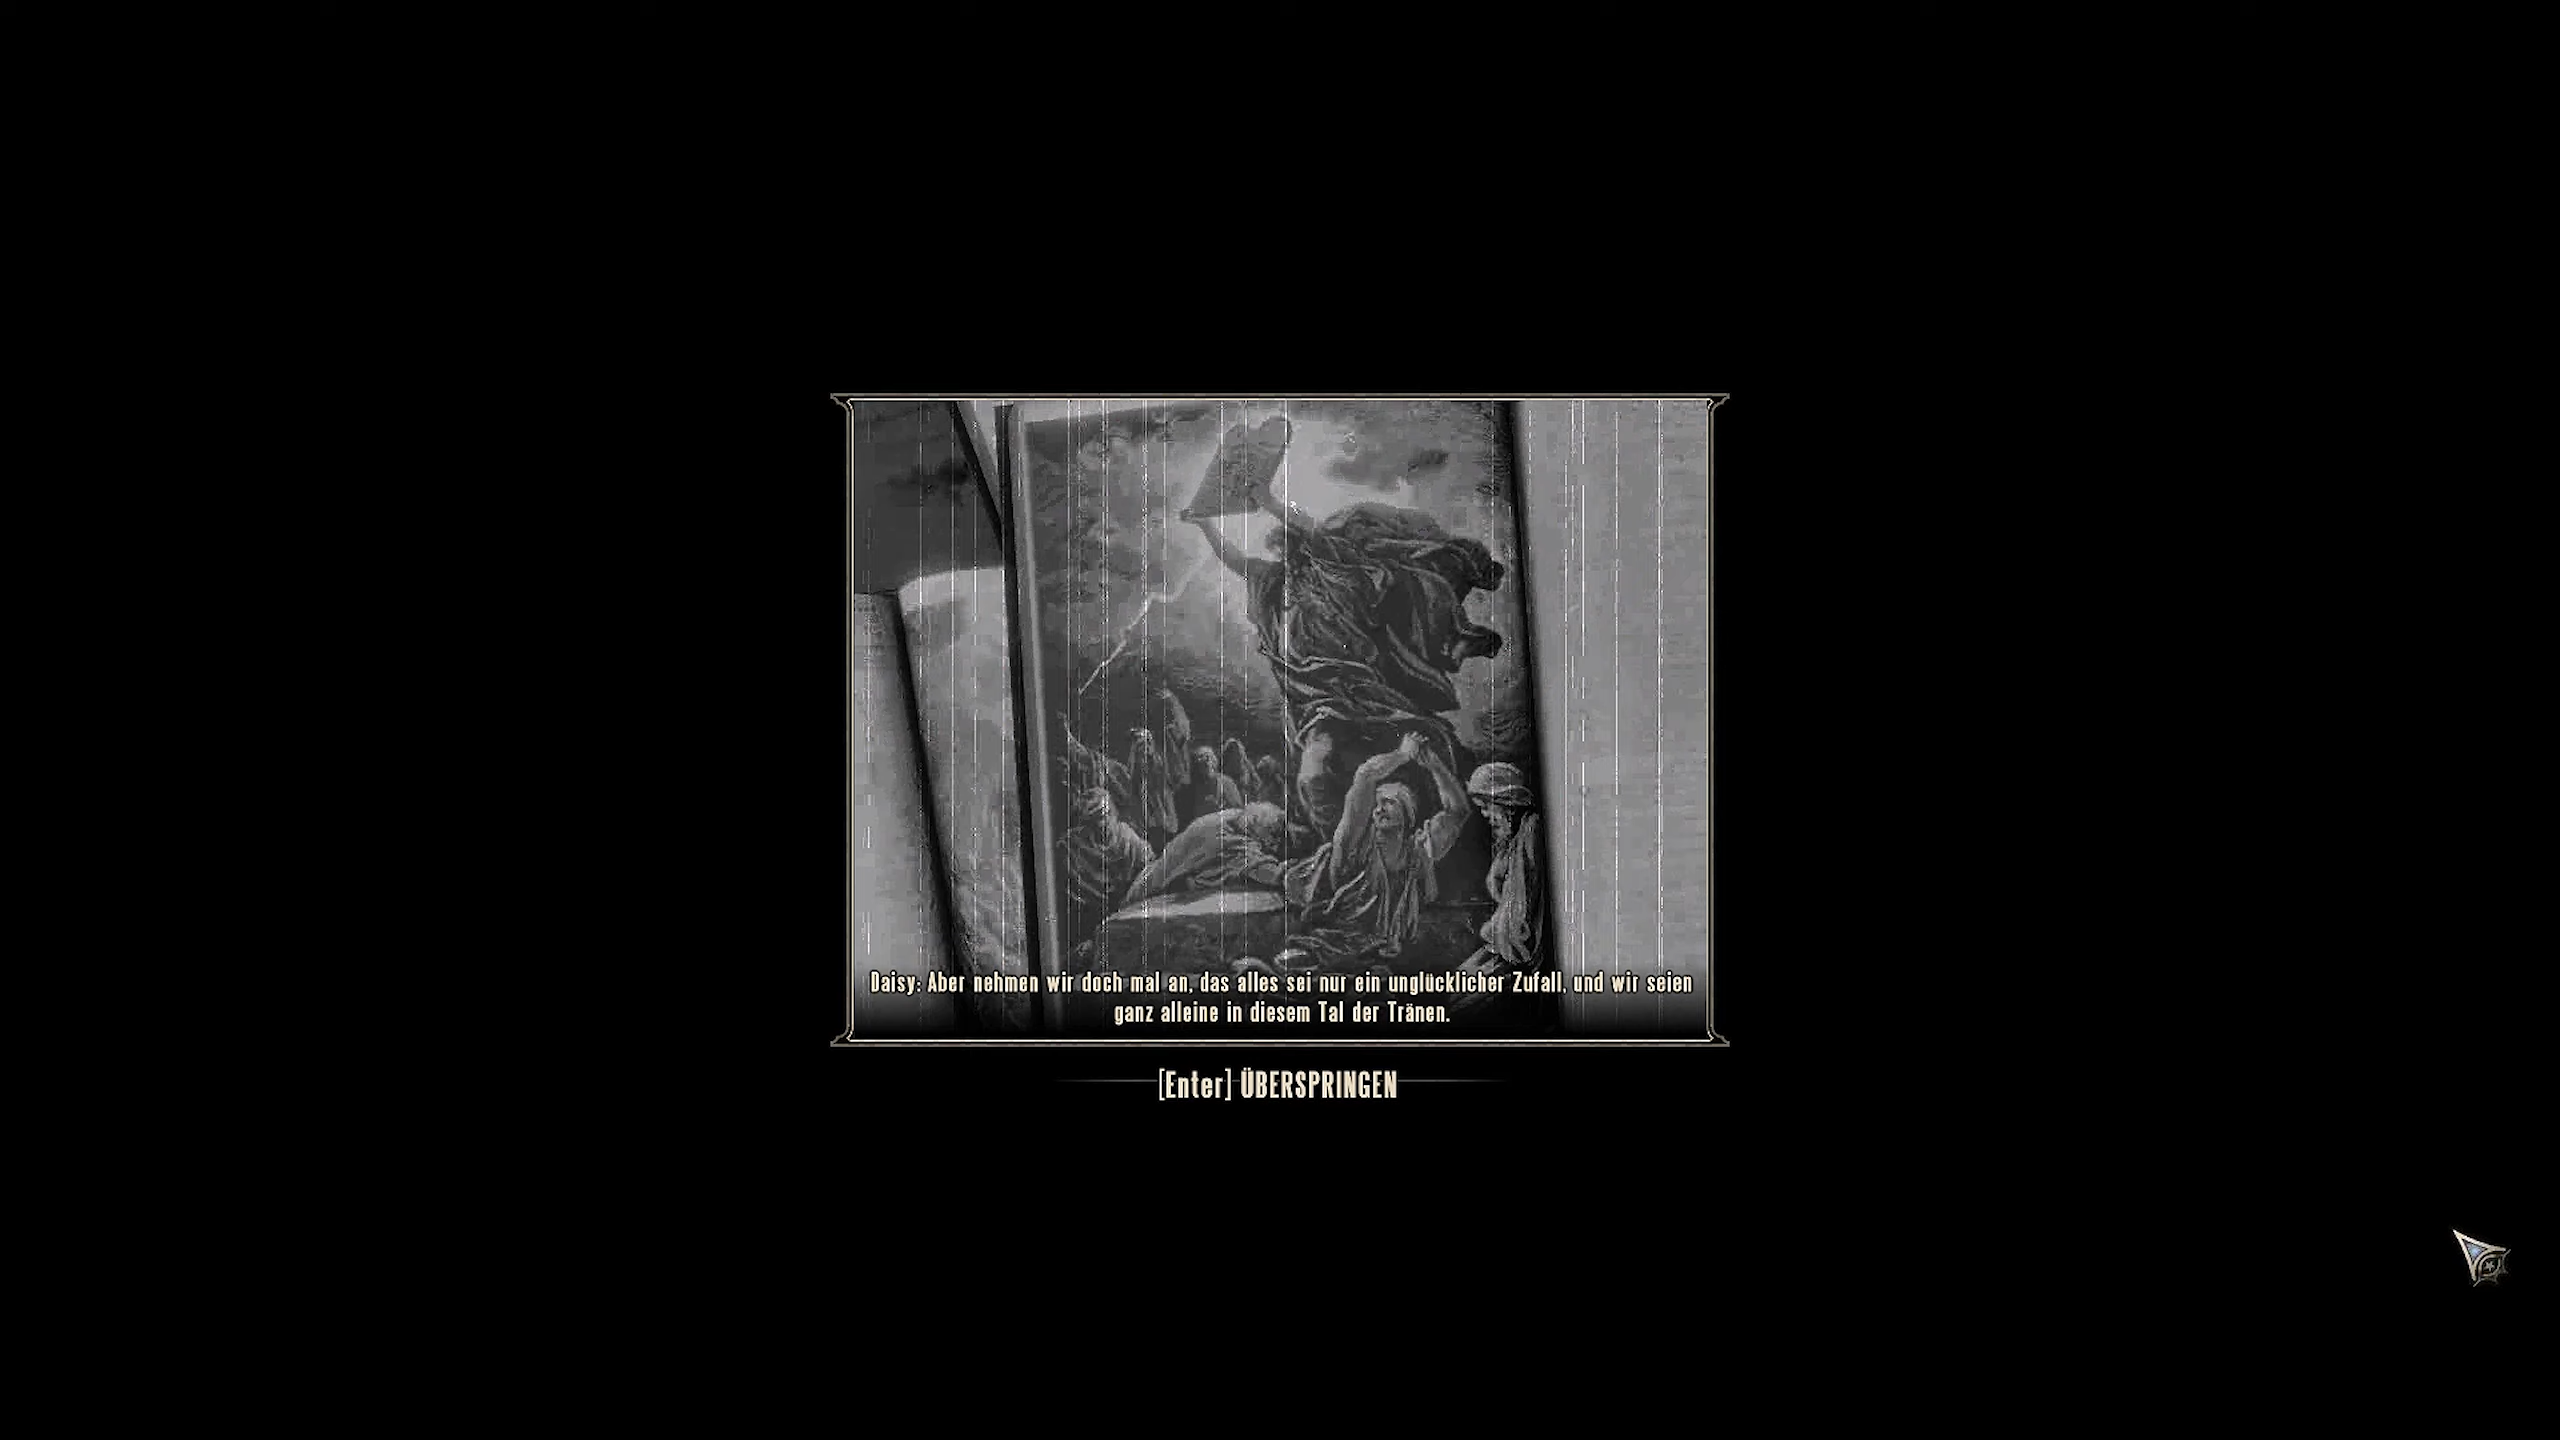 Daisy: Aber nehmen wir doch mal an, das alles sei nur ein unglücklicher Zufall, und wir seien
ganz alleine in diesem Tal der Tränen.
[Enter] ÜBERSPRINGEN